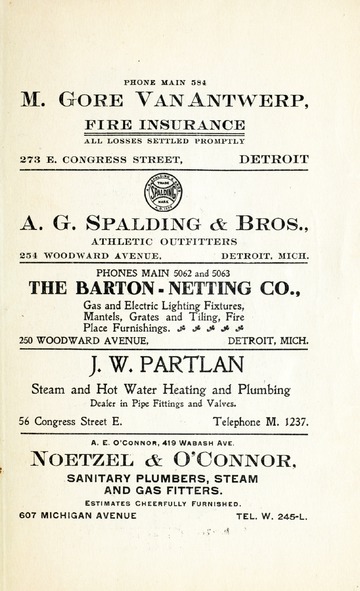 PHONE MAIN 584
M. GORE VAN ANTWERP,
FIRE INSURANCE
ALL LOSSES SETTLED PROMPTLY
273 E. CONGRESS STREET, DETROIT
SPALDING
TRADE
MARK
A. G. SPALDING & BROS.,
ATHLETIC OUTFITTERS
254 WOODWARD AVENUE, DETROIT, MICH.
PHONES MAIN 5062 and 5063
THE BARTON-NETTING CO.,
Gas and Electric Lighting Fixtures,
Mantels, Grates and Tiling, Fire
Place Furnishings.
250 WOODWARD AVENUE, DETROIT, MICH.
J. W. PARTLAN
Steam and Hot Water Heating and Plumbing
Dealer in Pipe Fittings and Valves.
56 Congress Street E. Telephone M. 1237.
A. E. O'CONNOR, 419 WABASH AVE.
NOETZEL & O'CONNOR,
SANITARY PLUMBERS, STEAM
AND GAS FITTERS.
ESTIMATES CHEERFULLY FURNISHED.
607 MICHIGAN AVENUE TEL. W. 245-L.